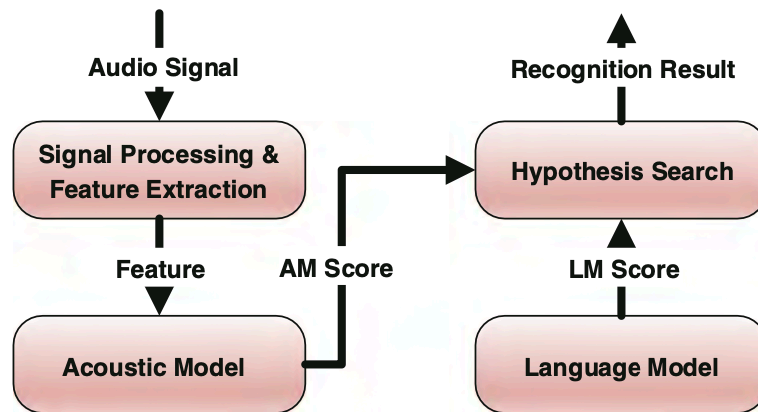 Audio Signal
Recognition Result
Signal Processing &
Feature Extraction
Hypothesis Search
Feature
AM Score
LM Score
Acoustic Model
Language Model